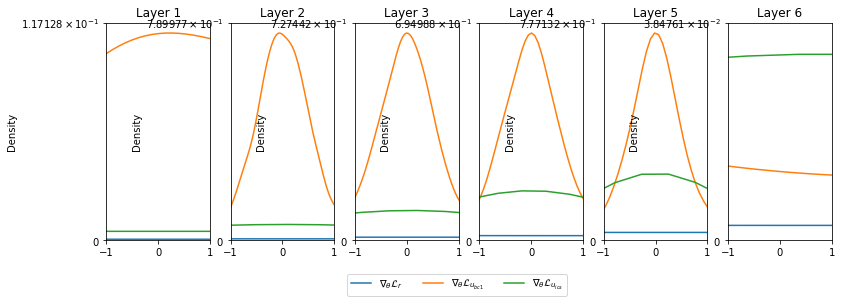 Layer 1 Layer 2 Layer 3 Layer 4 Layer 5 Layer 6
1.17128 × 10⁻¹ 7.89977 × 10⁻¹ 7.27442 × 10⁻¹ 6.94988 × 10⁻¹ 7.77132 × 10⁻¹ 3.84761 × 10⁻²
Density Density Density Density Density Density
0 0 0 0 0 0
−1 0 1 −1 0 1 −1 0 1 −1 0 1 −1 0 1 −1 0 1
∇θℒr ∇θℒu_bc1 ∇θℒu_ics